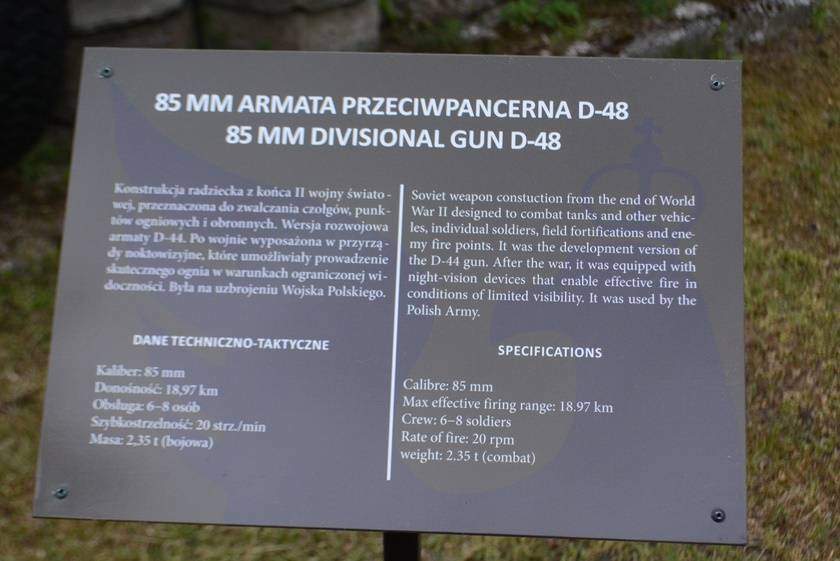 85 MM ARMATA PRZECIWPANCERNA D-48
85 MM DIVISIONAL GUN D-48
Konstrukcja radziecka z końca II wojny świato-
wej, przeznaczona do zwalczania czołgów, punk-
tów ogniowych i obronnych. Wersja rozwojowa
armaty D-44. Po wojnie wyposażona w przyrzą-
dy noktowizyjne, które umożliwiały prowadzenie
skutecznego ognia w warunkach ograniczonej wi-
doczności. Była na uzbrojeniu Wojska Polskiego.
DANE TECHNICZNO-TAKTYCZNE
Kaliber: 85 mm
Donośność: 18,97 km
Obsługa: 6–8 osób
Szybkostrzelność: 20 strz./min
Masa: 2,35 t (bojowa)
Soviet weapon constuction from the end of World
War II designed to combat tanks and other vehic-
les, individual soldiers, field fortifications and ene-
my fire points. It was the development version of
the D-44 gun. After the war, it was equipped with
night-vision devices that enable effective fire in
conditions of limited visibility. It was used by the
Polish Army.
SPECIFICATIONS
Calibre: 85 mm
Max effective firing range: 18.97 km
Crew: 6–8 soldiers
Rate of fire: 20 rpm
weight: 2.35 t (combat)